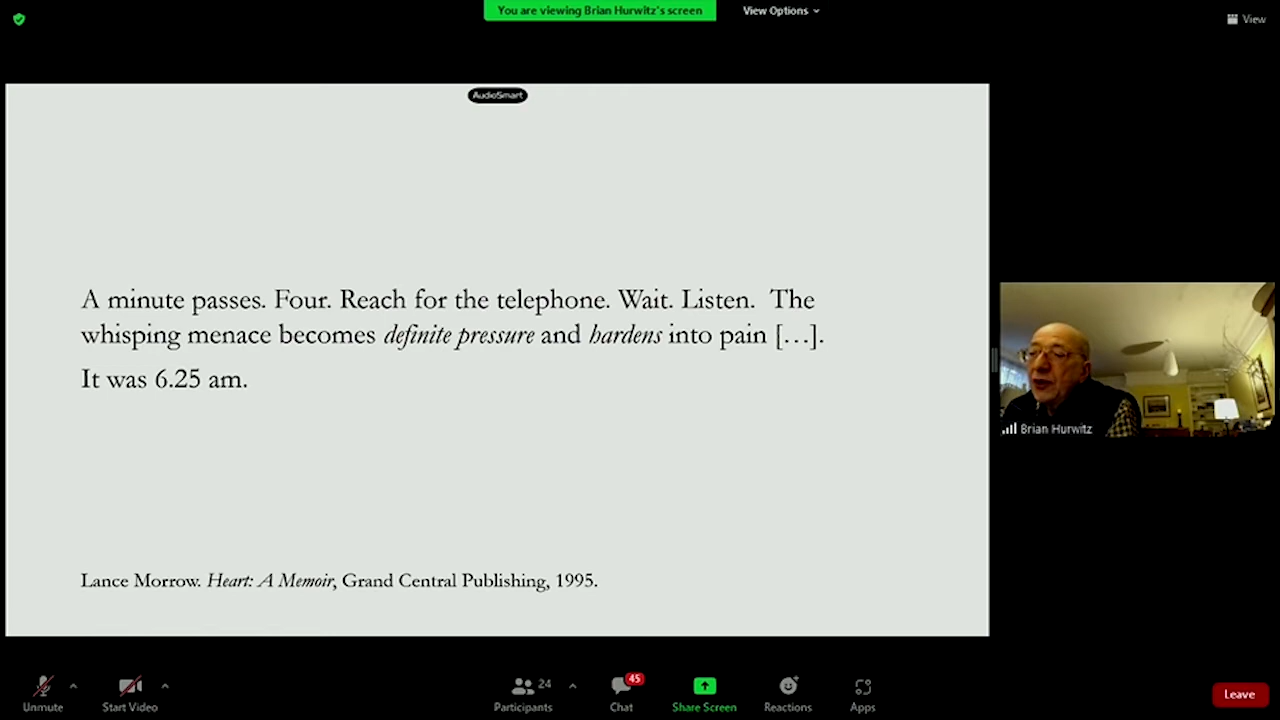 You are viewing Brian Hurwitz's screen
View Options
View
AudioSmart
A minute passes. Four. Reach for the telephone. Wait. Listen. The
whisping menace becomes definite pressure and hardens into pain […].
It was 6.25 am.
Lance Morrow. Heart: A Memoir, Grand Central Publishing, 1995.
Brian Hurwitz
Unmute
Start Video
24
Participants
45
Chat
Share Screen
Reactions
Apps
Leave